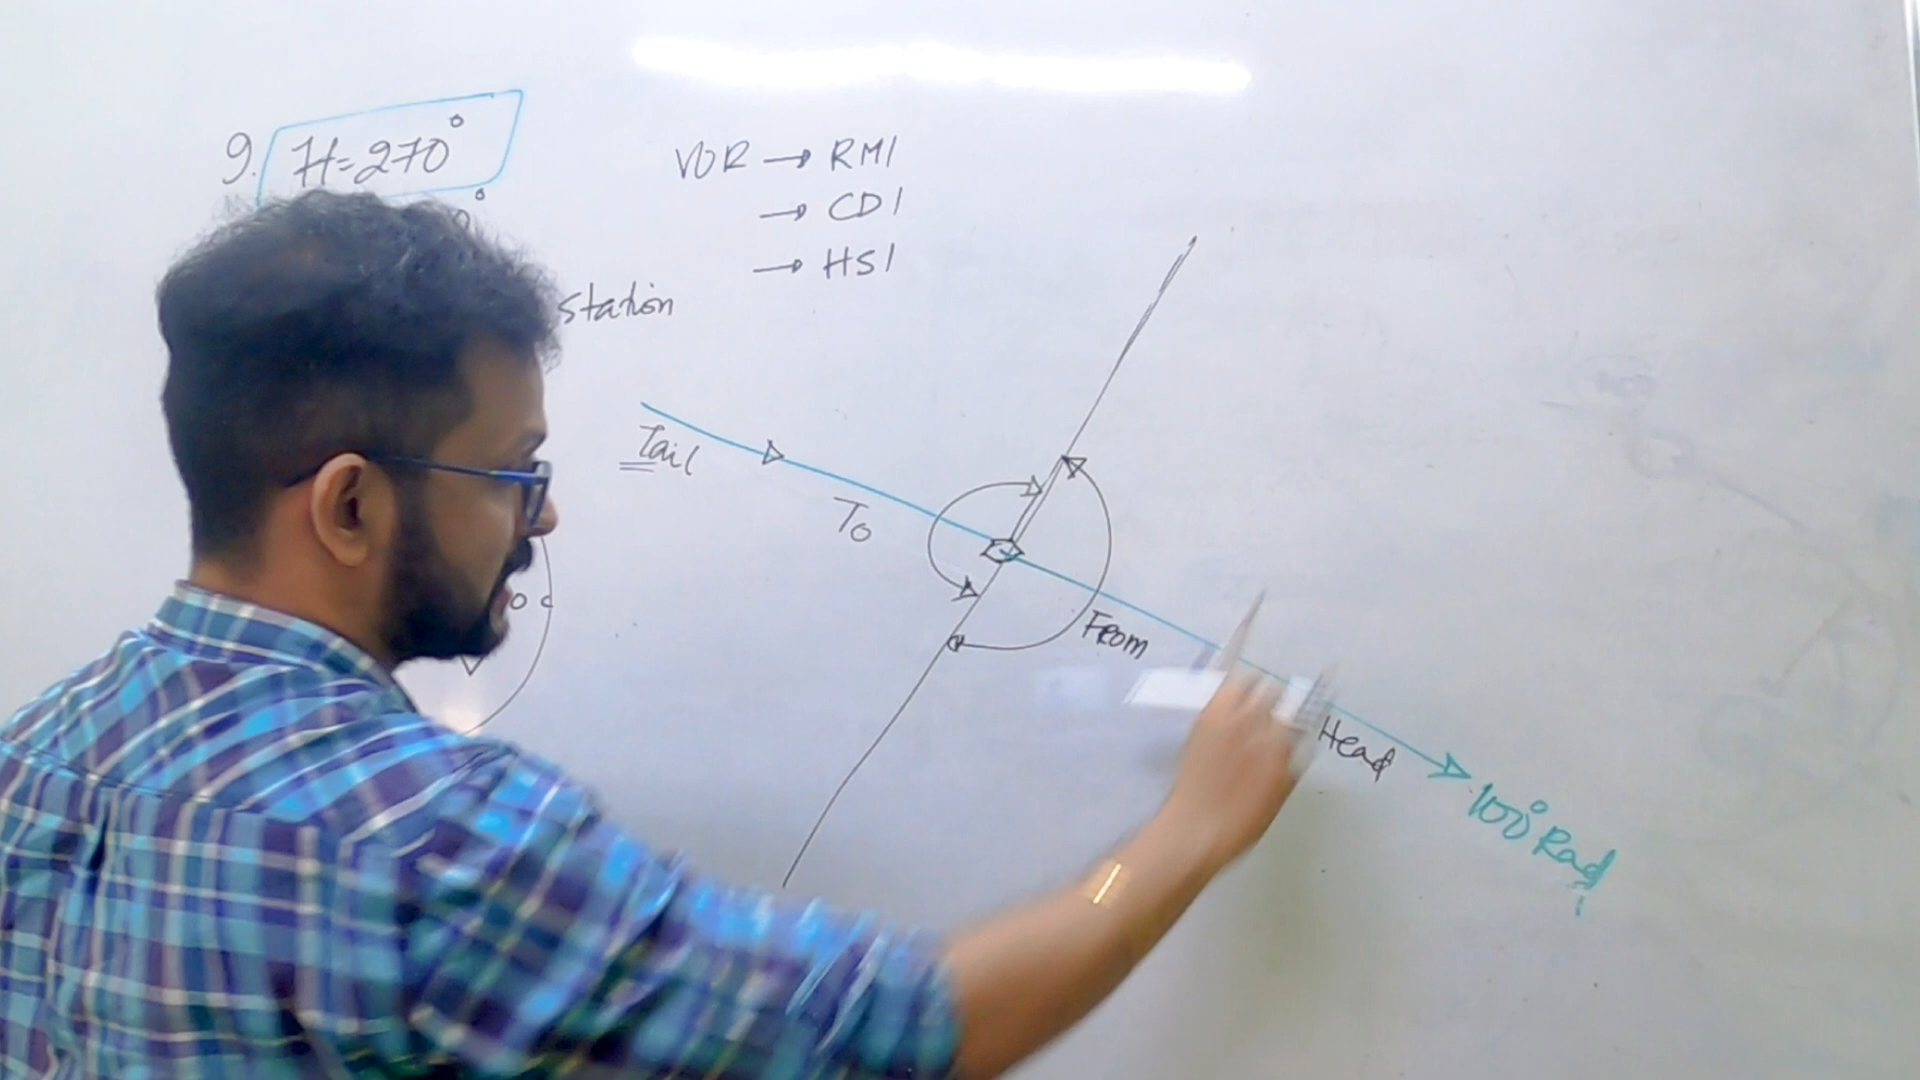 9. H=270°
VOR → RMI
→ CDI
→ HSI
station
Tail
To
From
Head
100° Rad